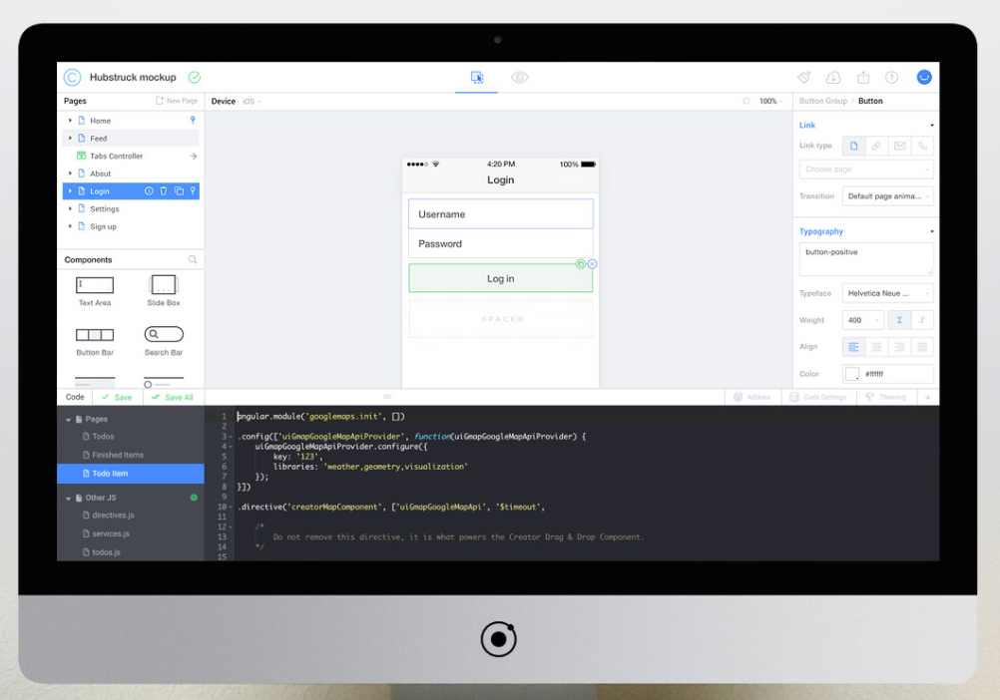 Hubstruck mockup
Pages
New Page
Device iOS
100%
Button Group / Button
Home
Feed
Tabs Controller
About
Login
Settings
Sign up
Components
Text Area
Slide Box
Button Bar
Search Bar
4:20 PM
100%
Login
Username
Password
Log in
SPACER
Link
Link type
Choose page
Transition
Default page anima...
Typography
button-positive
Typeface
Helvetica Neue ...
Weight
400
Align
Color
#ffffff
Code
Save
Save All
Address
Code Settings
Theming
Pages
Todos
Finished Items
Todo Item
Other JS
directives.js
services.js
todos.js
1 angular.module('googlemaps.init', [])
2
3 .config(['uiGmapGoogleMapApiProvider', function(uiGmapGoogleMapApiProvider) {
4 uiGmapGoogleMapApiProvider.configure({
5 key: '123',
6 libraries: 'weather,geometry,visualization'
7 });
8 }])
9
10 .directive('creatorMapComponent', ['uiGmapGoogleMapApi', '$timeout',
11
12 /*
13 Do not remove this directive, it is what powers the Creator Drag & Drop Component.
14 */
15